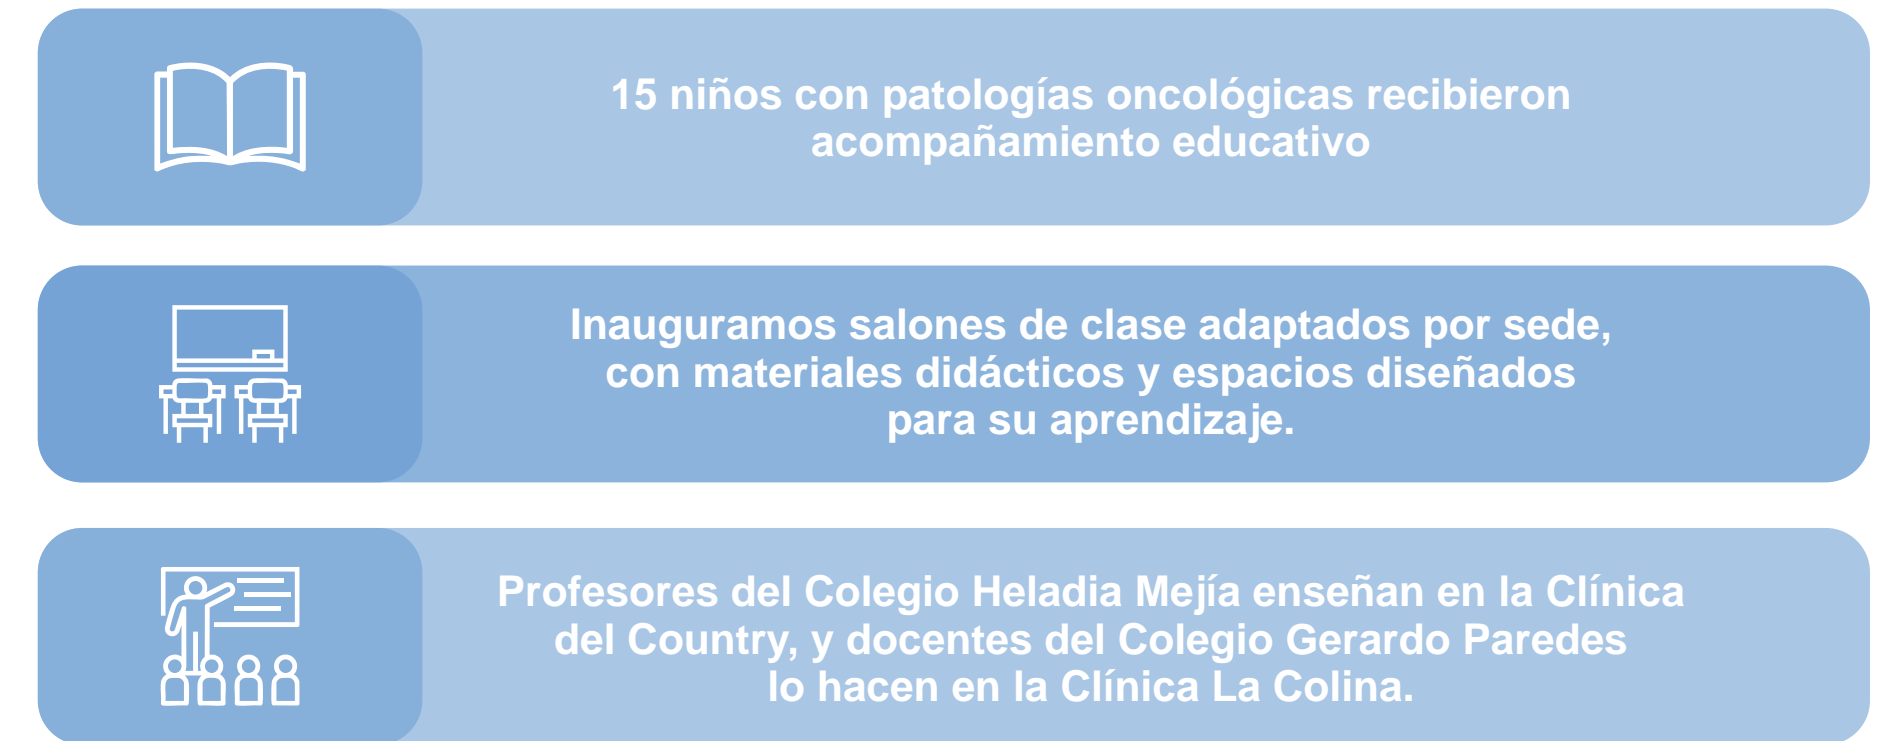 15 niños con patologías oncológicas recibieron
acompañamiento educativo
Inauguramos salones de clase adaptados por sede,
con materiales didácticos y espacios diseñados
para su aprendizaje.
Profesores del Colegio Heladia Mejía enseñan en la Clínica
del Country, y docentes del Colegio Gerardo Paredes
lo hacen en la Clínica La Colina.